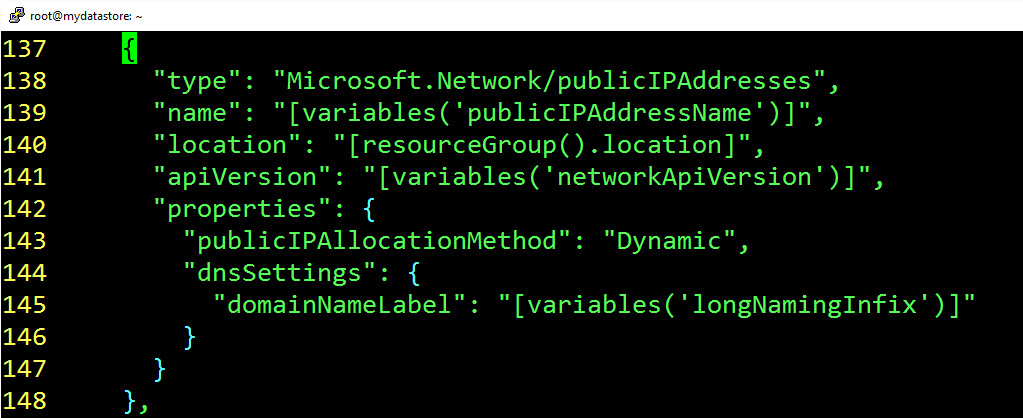 root@mydatastore: ~
137 {
138 "type": "Microsoft.Network/publicIPAddresses",
139 "name": "[variables('publicIPAddressName')]",
140 "location": "[resourceGroup().location]",
141 "apiVersion": "[variables('networkApiVersion')]",
142 "properties": {
143 "publicIPAllocationMethod": "Dynamic",
144 "dnsSettings": {
145 "domainNameLabel": "[variables('longNamingInfix')]"
146 }
147 }
148 },